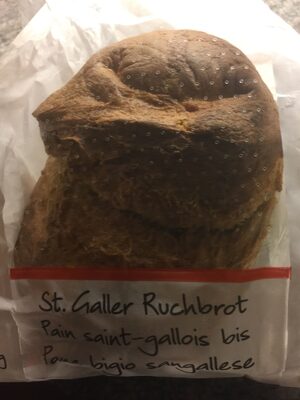 St. Galler Ruchbrot
Pain saint-gallois bis
Pane bigio sangallese
g